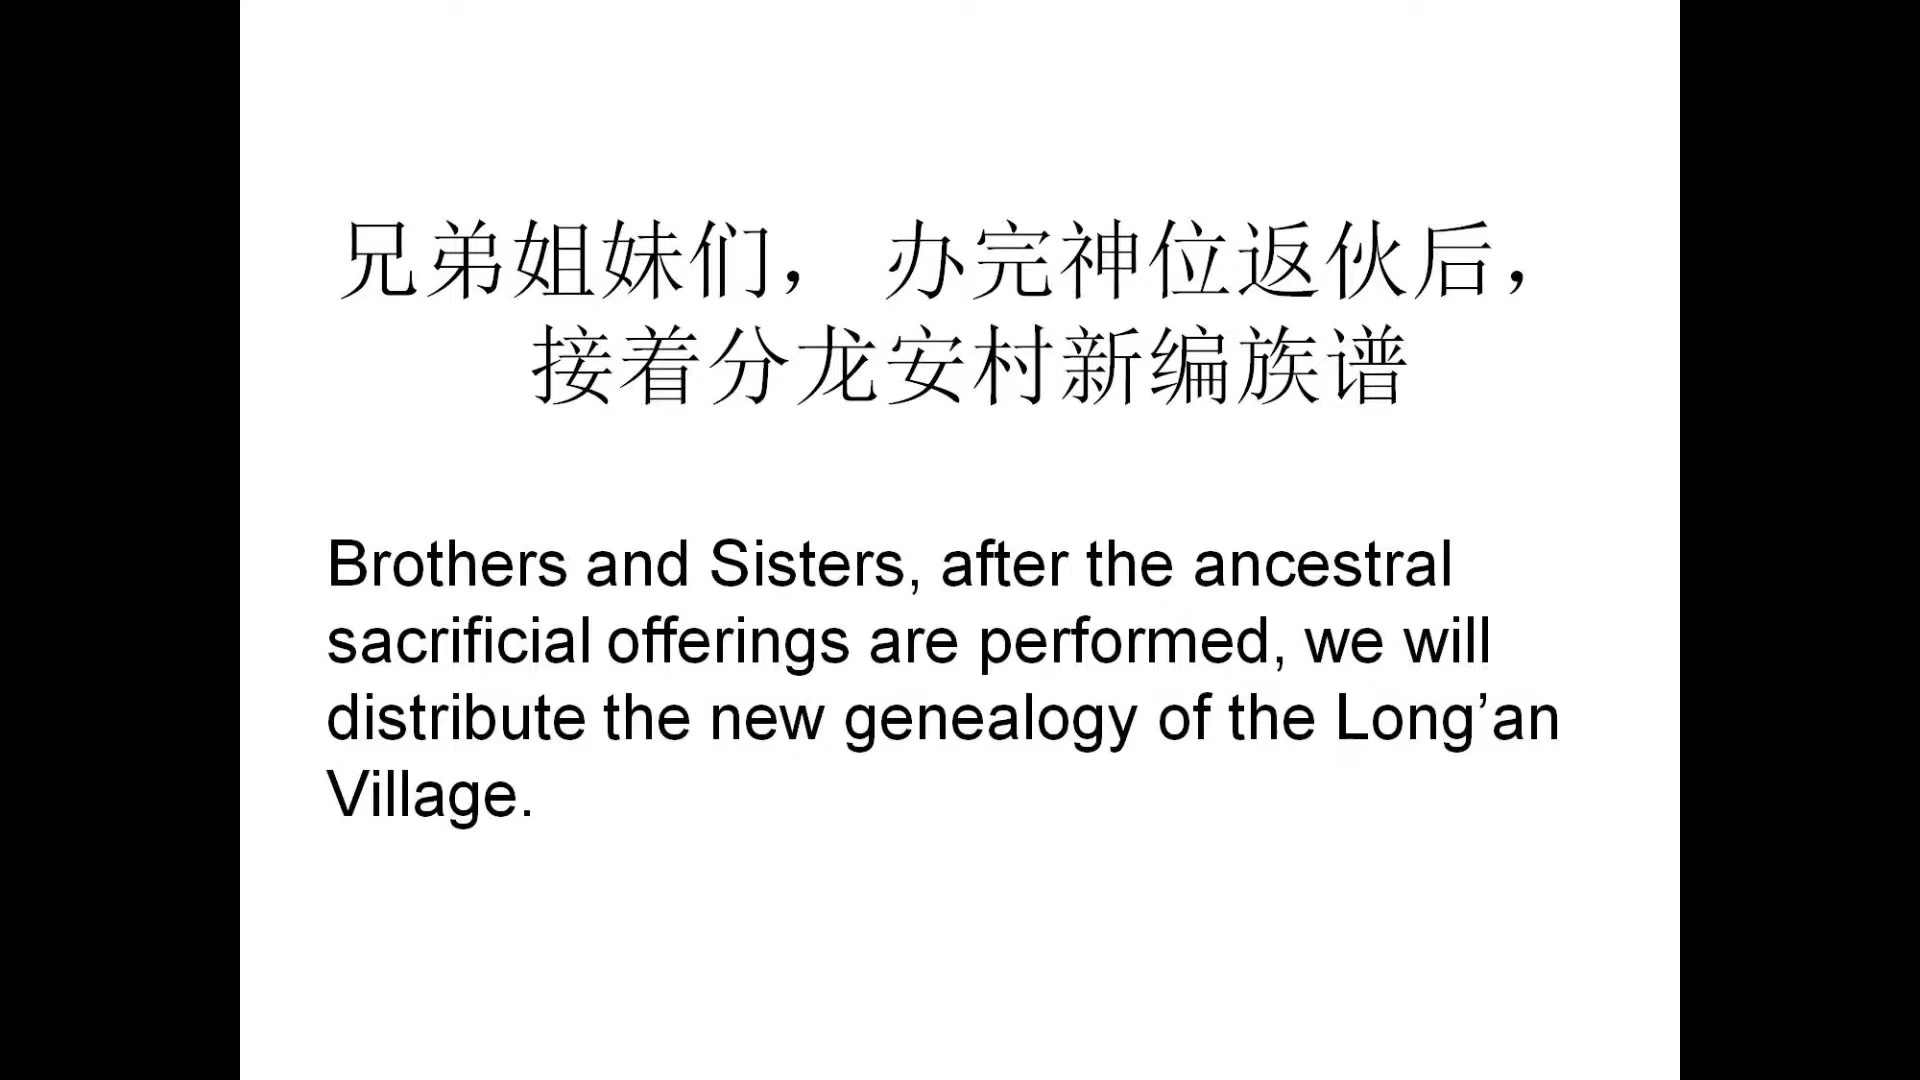 兄弟姐妹们， 办完神位返伙后，
接着分龙安村新编族谱
Brothers and Sisters, after the ancestral
sacrificial offerings are performed, we will
distribute the new genealogy of the Long’an
Village.